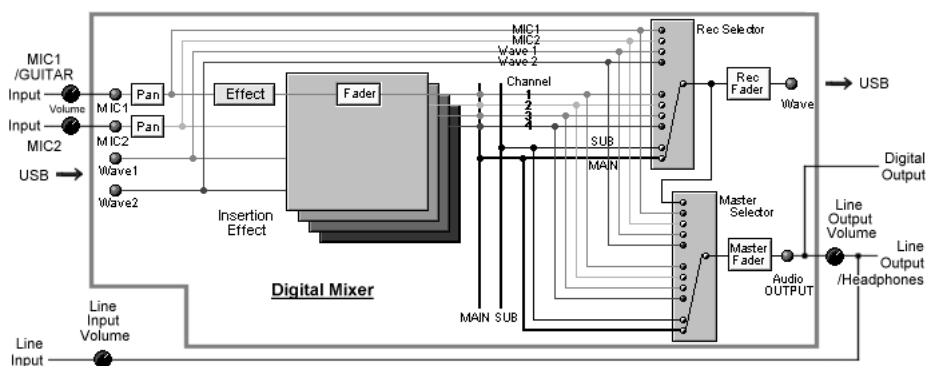 MIC1
/GUITAR
Input
Volume
MIC1
Pan
Input
MIC2
MIC2
Pan
USB
Wave1
Wave2
Effect
Fader
Insertion
Effect
Digital Mixer
MIC1
MIC2
Wave 1
Wave 2
Channel
1
2
3
4
SUB
MAIN
MAIN SUB
Rec Selector
Rec
Fader
Wave
USB
Master
Selector
Master
Fader
Audio
OUTPUT
Digital
Output
Line
Output
Volume
Line
Output
/Headphones
Line
Input
Volume
Line
Input